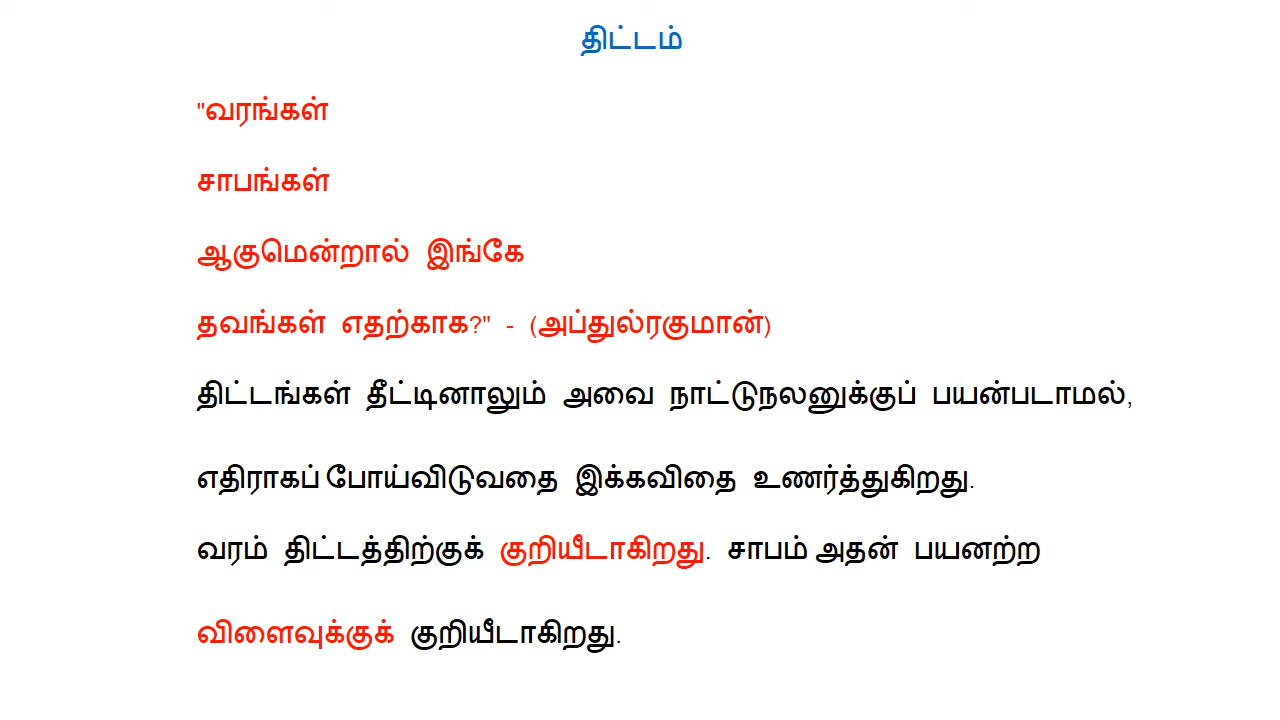 திட்டம்
"வரங்கள்
சாபங்கள்
ஆகுமென்றால் இங்கே
தவங்கள் எதற்காக?" - (அப்துல்ரகுமான்)
திட்டங்கள் தீட்டினாலும் அவை நாட்டுநலனுக்குப் பயன்படாமல்,
எதிராகப் போய்விடுவதை இக்கவிதை உணர்த்துகிறது.
வரம் திட்டத்திற்குக் குறியீடாகிறது. சாபம் அதன் பயனற்ற
விளைவுக்குக் குறியீடாகிறது.